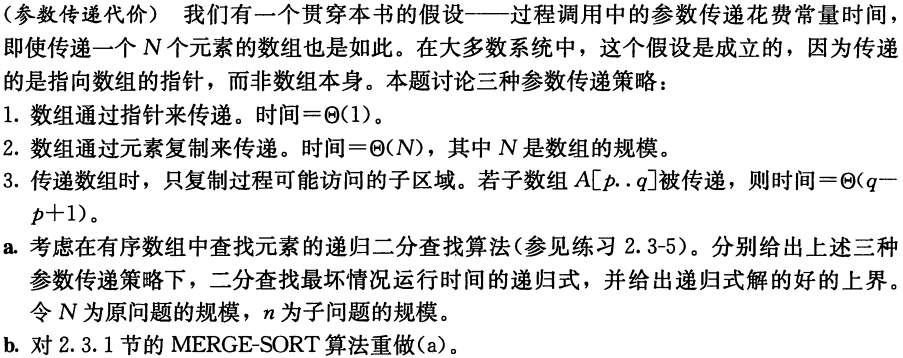 (参数传递代价) 我们有一个贯穿本书的假设——过程调用中的参数传递花费常量时间,
即使传递一个 N 个元素的数组也是如此。在大多数系统中,这个假设是成立的,因为传递
的是指向数组的指针,而非数组本身。本题讨论三种参数传递策略:
1. 数组通过指针来传递。时间=Θ(1)。
2. 数组通过元素复制来传递。时间=Θ(N),其中 N 是数组的规模。
3. 传递数组时,只复制过程可能访问的子区域。若子数组 A[p..q]被传递,则时间=Θ(q−
p+1)。
a. 考虑在有序数组中查找元素的递归二分查找算法(参见练习 2.3-5)。分别给出上述三种
参数传递策略下,二分查找最坏情况运行时间的递归式,并给出递归式解的好的上界。
令 N 为原问题的规模,n 为子问题的规模。
b. 对 2.3.1 节的 MERGE-SORT 算法重做(a)。